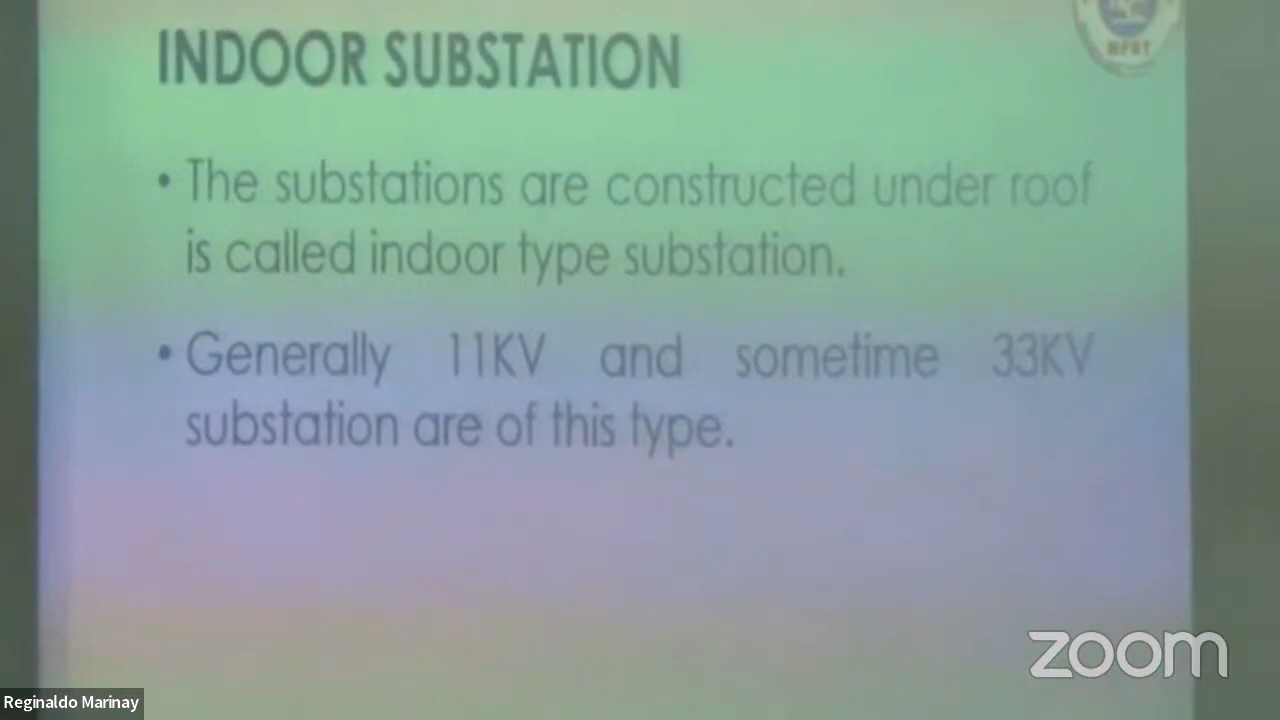 INDOOR SUBSTATION
• The substations are constructed under roof
is called indoor type substation.
• Generally 11KV and sometime 33KV
substation are of this type.
zoom
Reginaldo Marinay